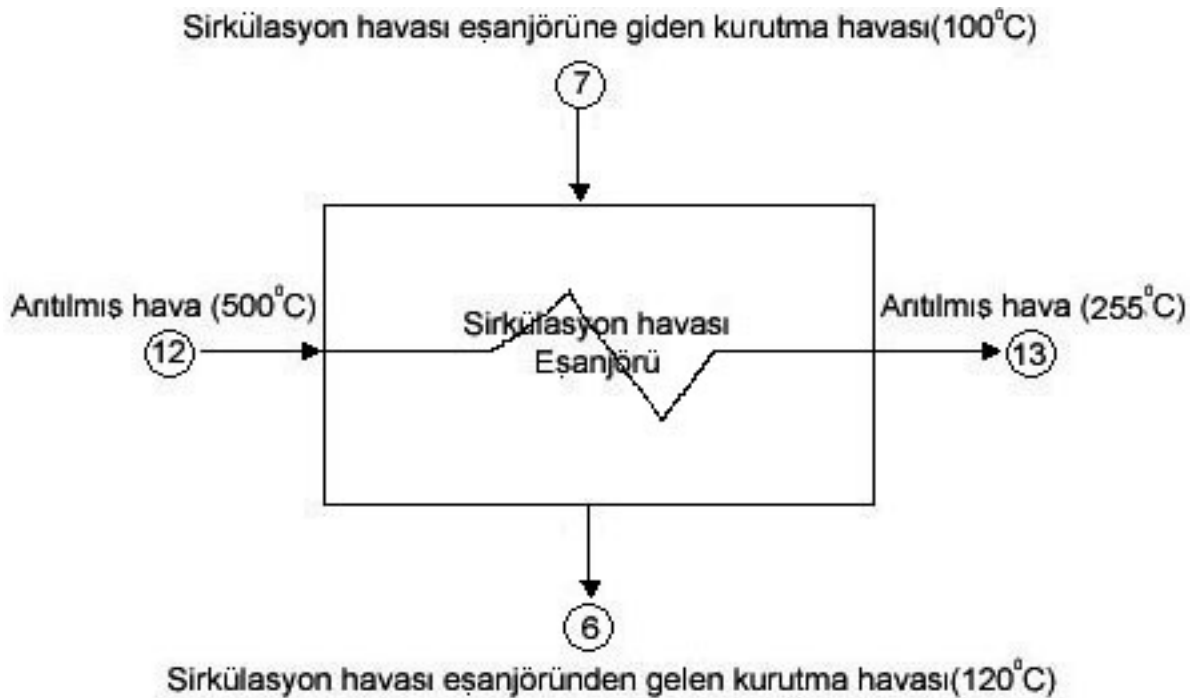 Sirkülasyon havası eşanjörüne giden kurutma havası(100°C)
7
Arıtılmış hava (500°C)
12
Sirkülasyon havası
Eşanjörü
Arıtılmış hava (255°C)
13
6
Sirkülasyon havası eşanjöründen gelen kurutma havası(120°C)